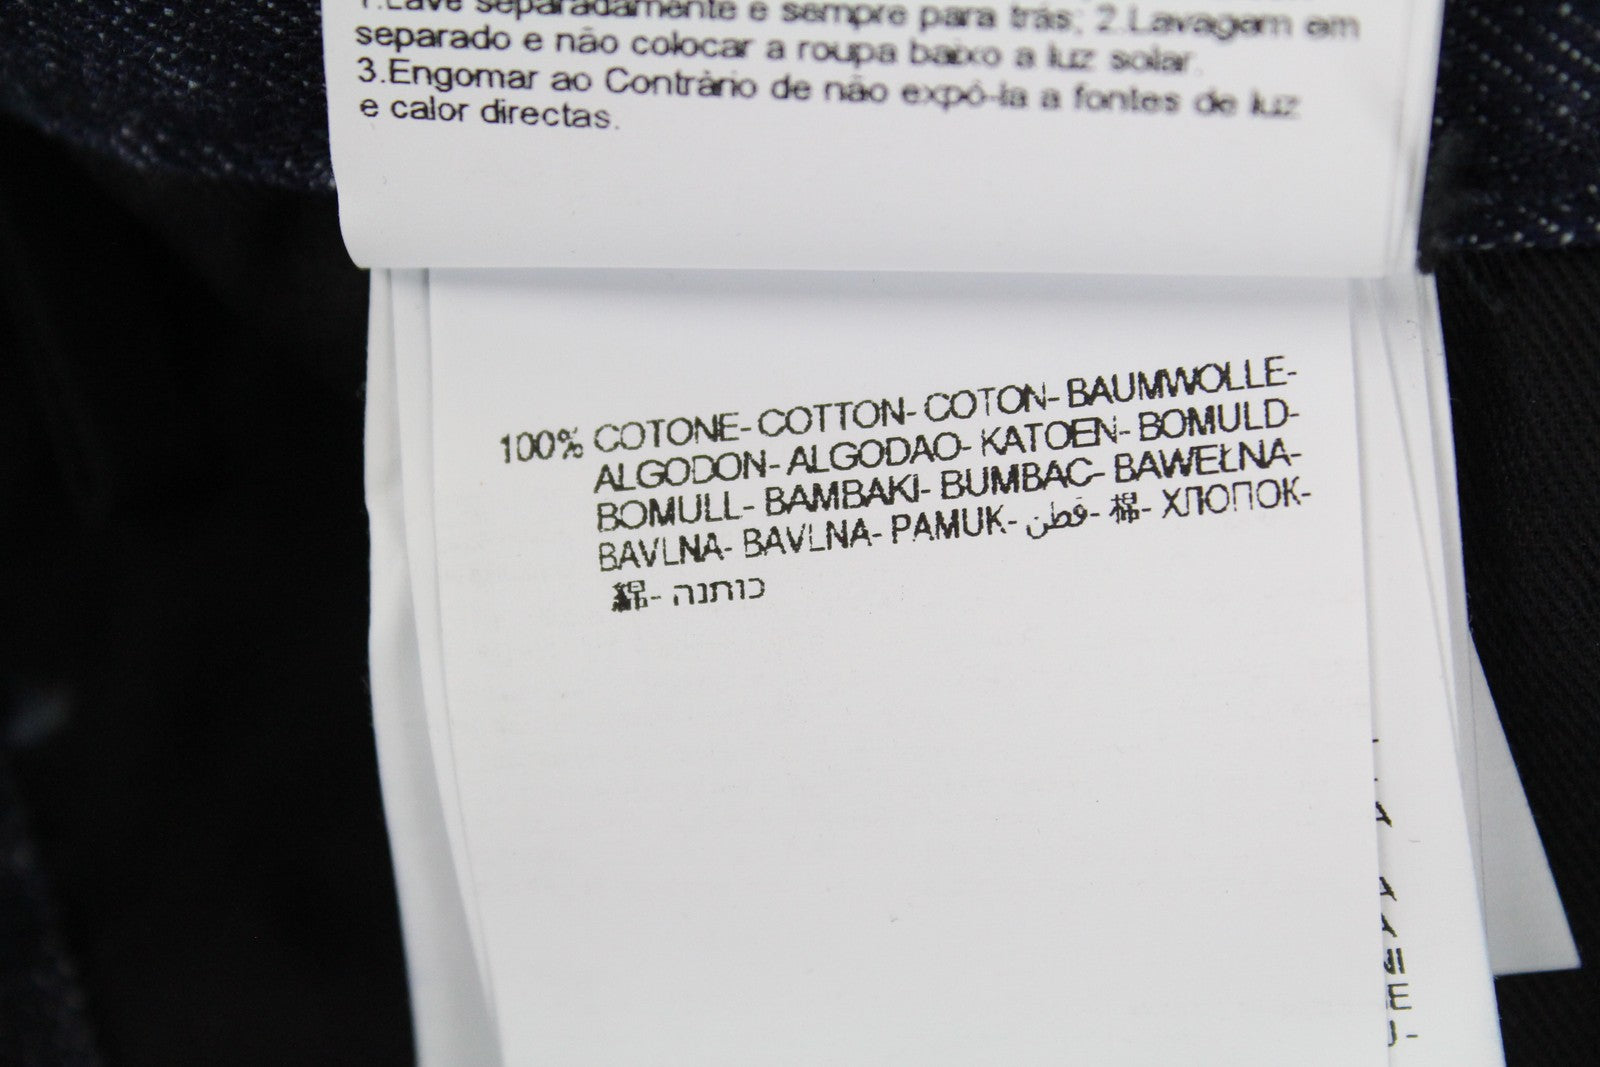 1.Lave separadamente e sempre para trás; 2.Lavagem em
separado e não colocar a roupa baixo a luz solar.
3.Engomar ao Contrário de não expô-la a fontes de luz
e calor directas.
100% COTONE- COTTON- COTON- BAUMWOLLE-
ALGODON- ALGODAO- KATOEN- BOMULD-
BOMULL- BAMBAKI- BUMBAC- BAWEŁNA-
BAVLNA- BAVLNA- PAMUK- قطن- 棉- ХЛОПОК-
綿- כותנה
A
A
A
NI
E